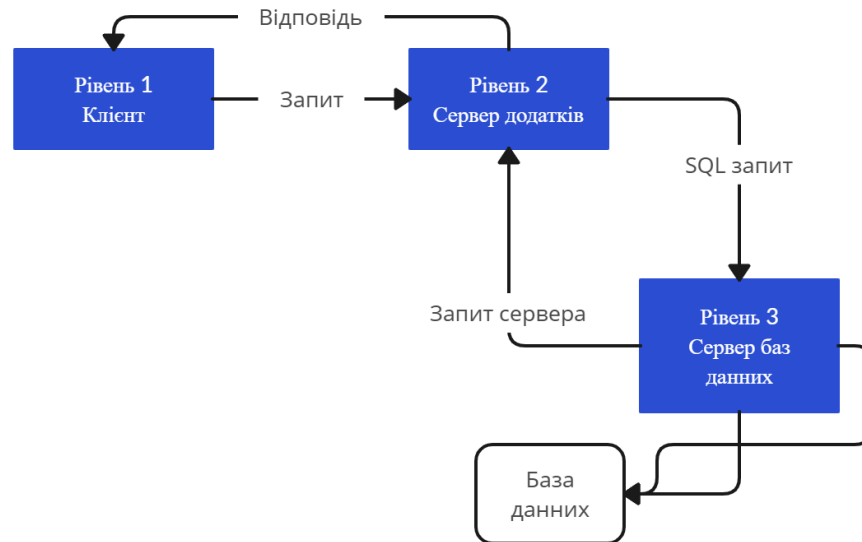 Відповідь
Рівень 1
Клієнт
Запит
Рівень 2
Сервер додатків
SQL запит
Запит сервера
Рівень 3
Сервер баз
данних
База
данних